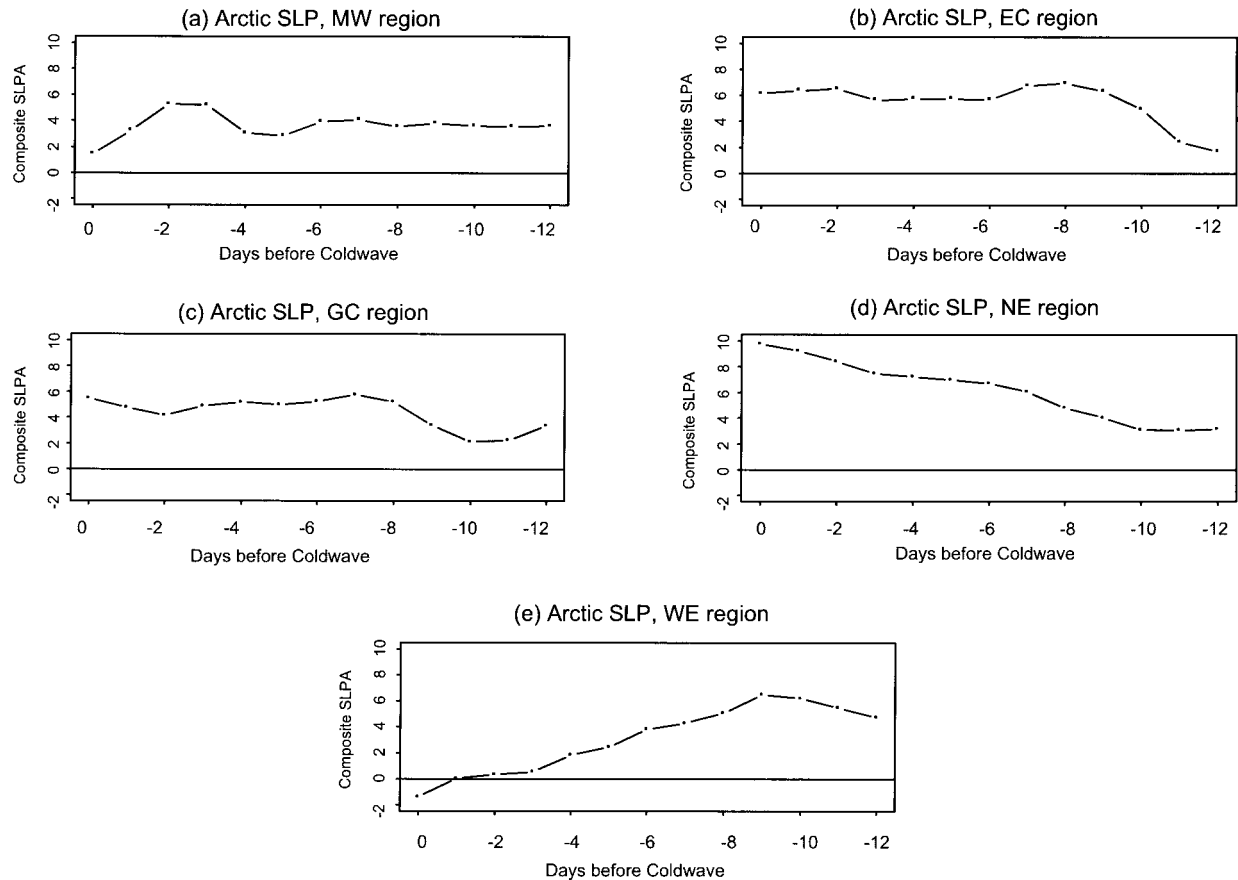 (a) Arctic SLP, MW region
Composite SLPA
10
8
6
4
2
0
-2
0 -2 -4 -6 -8 -10 -12
Days before Coldwave
(b) Arctic SLP, EC region
Composite SLPA
10
8
6
4
2
0
-2
0 -2 -4 -6 -8 -10 -12
Days before Coldwave
(c) Arctic SLP, GC region
Composite SLPA
10
8
6
4
2
0
-2
0 -2 -4 -6 -8 -10 -12
Days before Coldwave
(d) Arctic SLP, NE region
Composite SLPA
10
8
6
4
2
0
-2
0 -2 -4 -6 -8 -10 -12
Days before Coldwave
(e) Arctic SLP, WE region
Composite SLPA
10
8
6
4
2
0
-2
0 -2 -4 -6 -8 -10 -12
Days before Coldwave